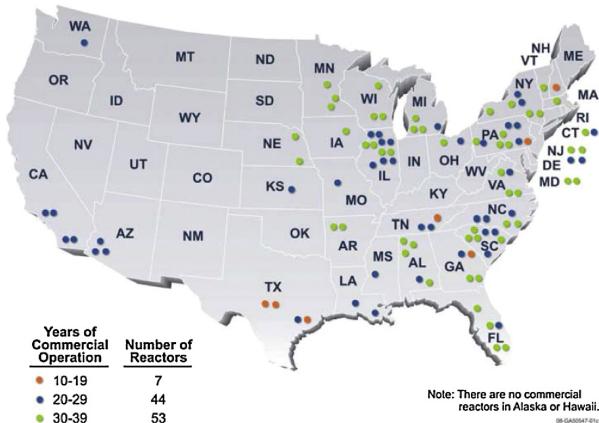 WA
MT
ND
MN
OR
ID
SD
WI
MI
NY
VT
NH
ME
MA
RI
CT
WY
NE
IA
PA
NJ
DE
MD
NV
UT
CO
KS
IL
IN
OH
WV
VA
CA
MO
KY
AZ
NM
OK
AR
TN
NC
SC
MS
AL
GA
TX
LA
FL
Years of Commercial Operation
Number of Reactors
10-19 7
20-29 44
30-39 53
Note: There are no commercial
reactors in Alaska or Hawaii.
08-GA50547-01c